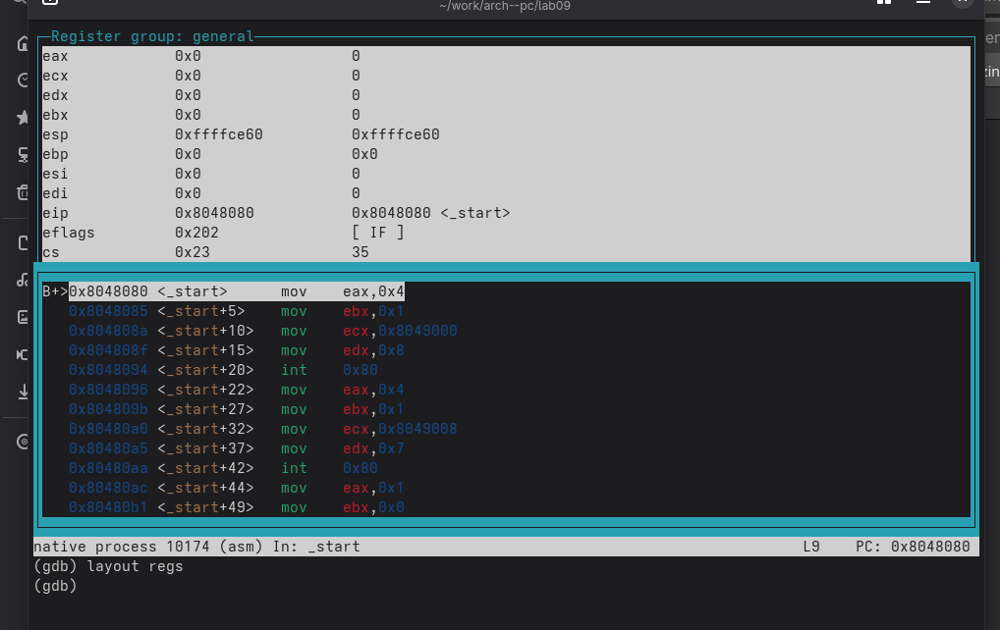 ~/work/arch--pc/lab09
Register group: general
eax 0x0 0
ecx 0x0 0
edx 0x0 0
ebx 0x0 0
esp 0xffffce60 0xffffce60
ebp 0x0 0x0
esi 0x0 0
edi 0x0 0
eip 0x8048080 0x8048080 <_start>
eflags 0x202 [ IF ]
cs 0x23 35
B+>0x8048080 <_start> mov eax,0x4
0x8048085 <_start+5> mov ebx,0x1
0x804808a <_start+10> mov ecx,0x8049000
0x804808f <_start+15> mov edx,0x8
0x8048094 <_start+20> int 0x80
0x8048096 <_start+22> mov eax,0x4
0x804809b <_start+27> mov ebx,0x1
0x80480a0 <_start+32> mov ecx,0x8049008
0x80480a5 <_start+37> mov edx,0x7
0x80480aa <_start+42> int 0x80
0x80480ac <_start+44> mov eax,0x1
0x80480b1 <_start+49> mov ebx,0x0
native process 10174 (asm) In: _start L9 PC: 0x8048080
(gdb) layout regs
(gdb)